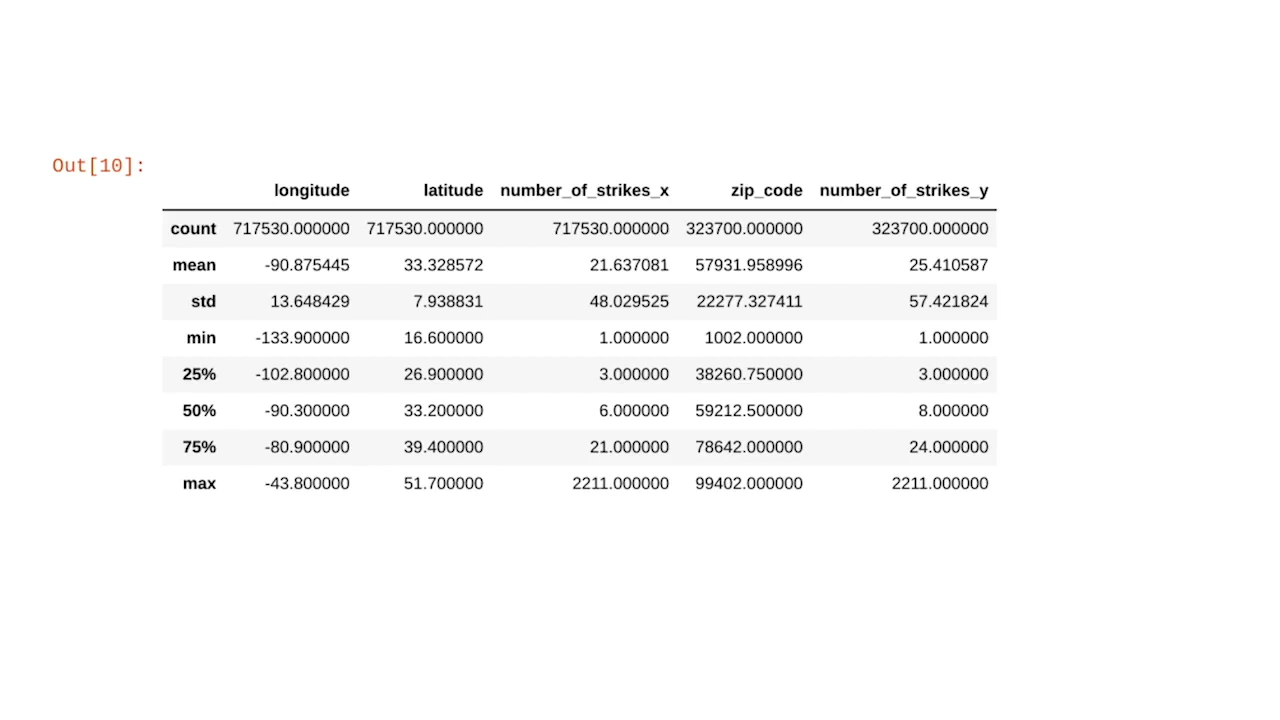 Out[10]:
longitude latitude number_of_strikes_x zip_code number_of_strikes_y
count 717530.000000 717530.000000 717530.000000 323700.000000 323700.000000
mean -90.875445 33.328572 21.637081 57931.958996 25.410587
std 13.648429 7.938831 48.029525 22277.327411 57.421824
min -133.900000 16.600000 1.000000 1002.000000 1.000000
25% -102.800000 26.900000 3.000000 38260.750000 3.000000
50% -90.300000 33.200000 6.000000 59212.500000 8.000000
75% -80.900000 39.400000 21.000000 78642.000000 24.000000
max -43.800000 51.700000 2211.000000 99402.000000 2211.000000